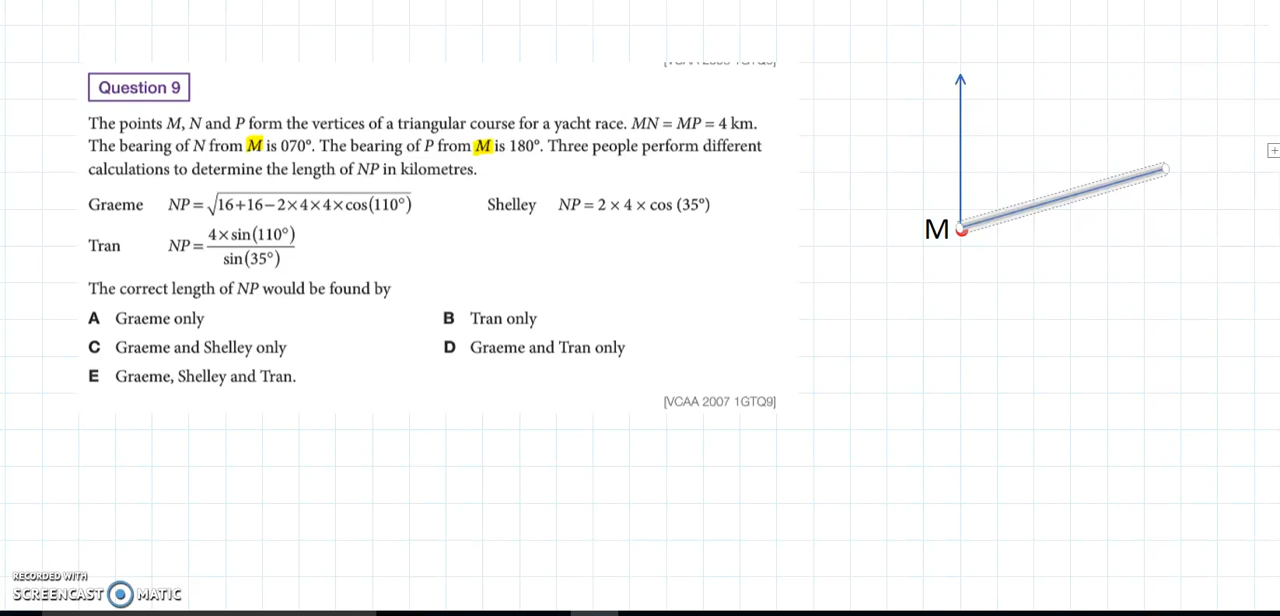 Question 9
The points M, N and P form the vertices of a triangular course for a yacht race. MN = MP = 4 km.
The bearing of N from M is 070°. The bearing of P from M is 180°. Three people perform different
calculations to determine the length of NP in kilometres.
Graeme NP = √(16+16−2×4×4×cos(110°)) Shelley NP = 2 × 4 × cos (35°)
Tran NP = 4×sin(110°)
sin(35°)
The correct length of NP would be found by
A Graeme only B Tran only
C Graeme and Shelley only D Graeme and Tran only
E Graeme, Shelley and Tran.
[VCAA 2007 1GTQ9]
M
RECORDED WITH
SCREENCAST MATIC